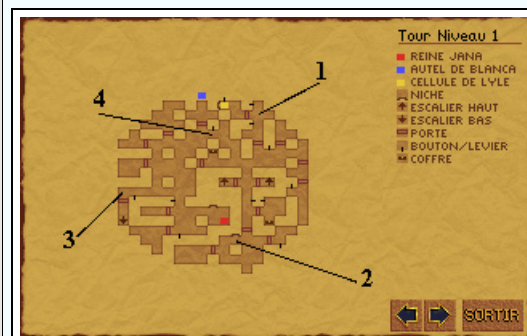 Tour Niveau 1
REINE JANA
AUTEL DE BLANCA
CELLULE DE LYLE
NICHE
ESCALIER HAUT
ESCALIER BAS
PORTE
BOUTON/LEVIER
COFFRE
1
4
3
2
SORTIR